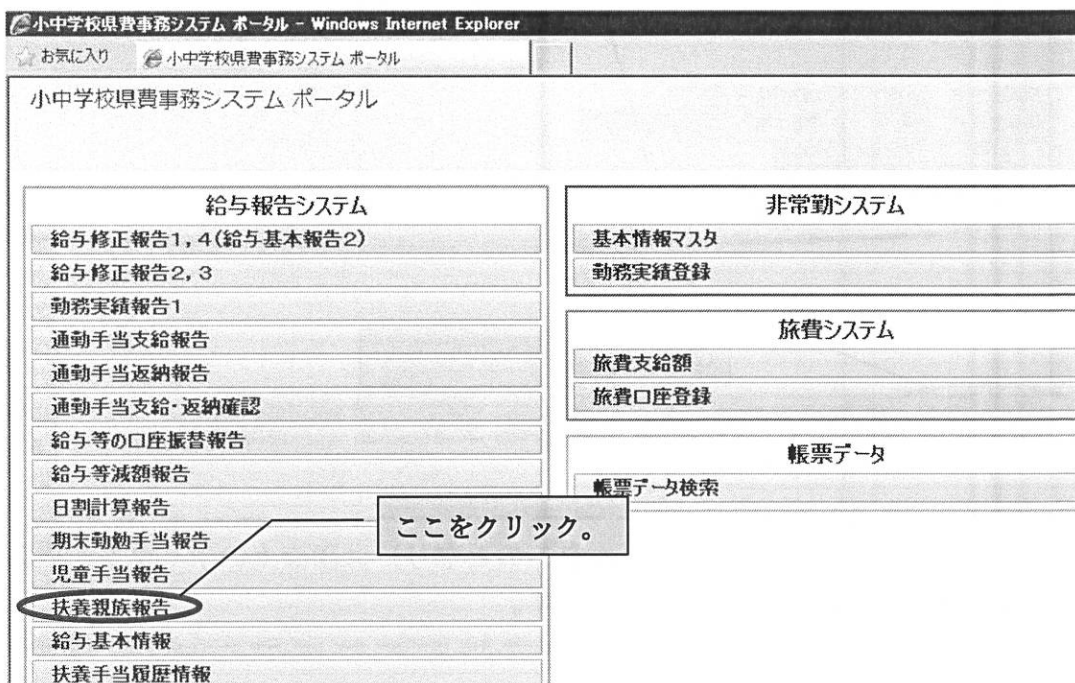 小中学校県費事務システム ポータル - Windows Internet Explorer
お気に入り 小中学校県費事務システム ポータル
小中学校県費事務システム ポータル
給与報告システム
給与修正報告1,4(給与基本報告2)
給与修正報告2,3
勤務実績報告1
通勤手当支給報告
通勤手当返納報告
通勤手当支給・返納確認
給与等の口座振替報告
給与等減額報告
日割計算報告
期末勤勉手当報告
児童手当報告
扶養親族報告
給与基本情報
扶養手当履歴情報
ここをクリック。
非常勤システム
基本情報マスタ
勤務実績登録
旅費システム
旅費支給額
旅費口座登録
帳票データ
帳票データ検索